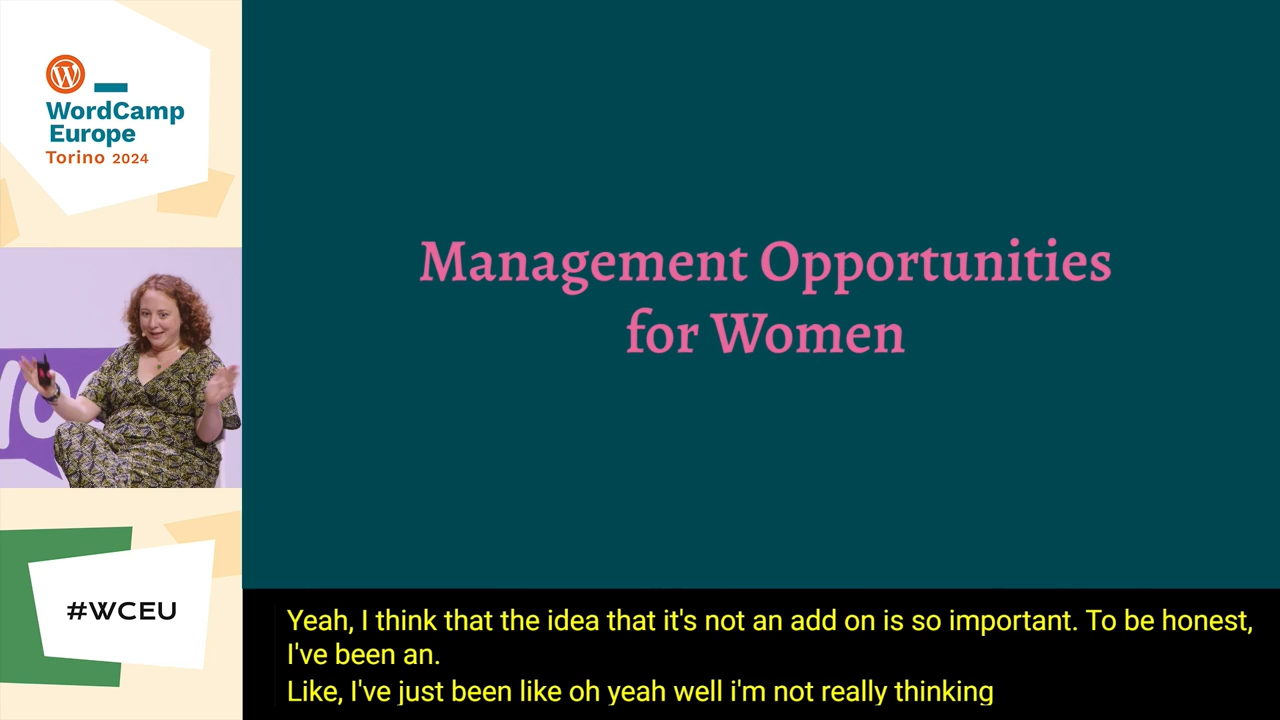 WordCamp
Europe
Torino 2024
Management Opportunities
for Women
#WCEU
Yeah, I think that the idea that it's not an add on is so important. To be honest,
I've been an.
Like, I've just been like oh yeah well i'm not really thinking